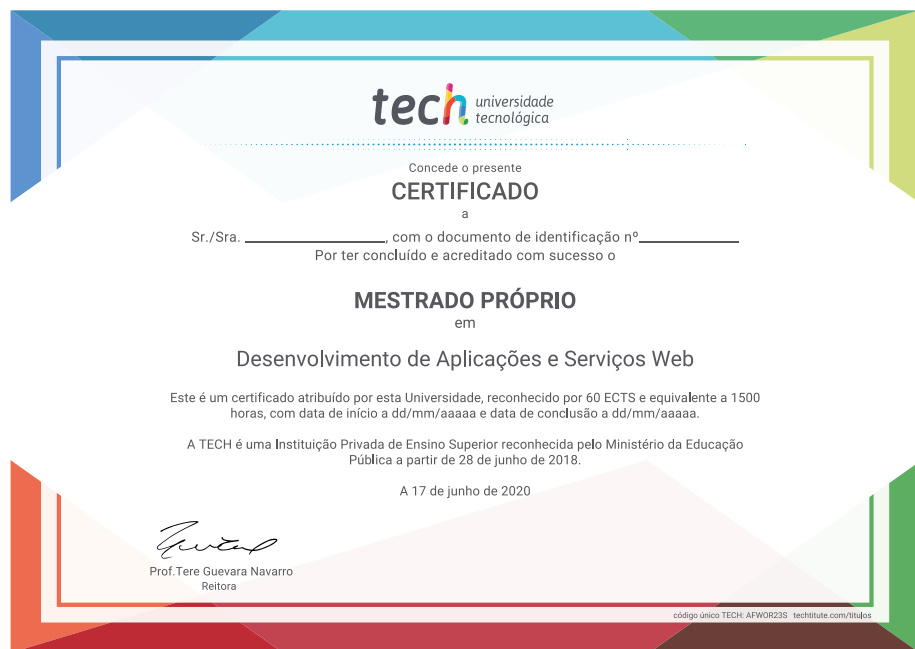 tech universidade
tecnológica
Concede o presente
CERTIFICADO
a
Sr./Sra. ____________, com o documento de identificação nº____________
Por ter concluído e acreditado com sucesso o
MESTRADO PRÓPRIO
em
Desenvolvimento de Aplicações e Serviços Web
Este é um certificado atribuído por esta Universidade, reconhecido por 60 ECTS e equivalente a 1500
horas, com data de início a dd/mm/aaaaa e data de conclusão a dd/mm/aaaaa.
A TECH é uma Instituição Privada de Ensino Superior reconhecida pelo Ministério da Educação
Pública a partir de 28 de junho de 2018.
A 17 de junho de 2020
Prof.Tere Guevara Navarro
Reitora
código único TECH: AFWOR23S techtitute.com/titulos